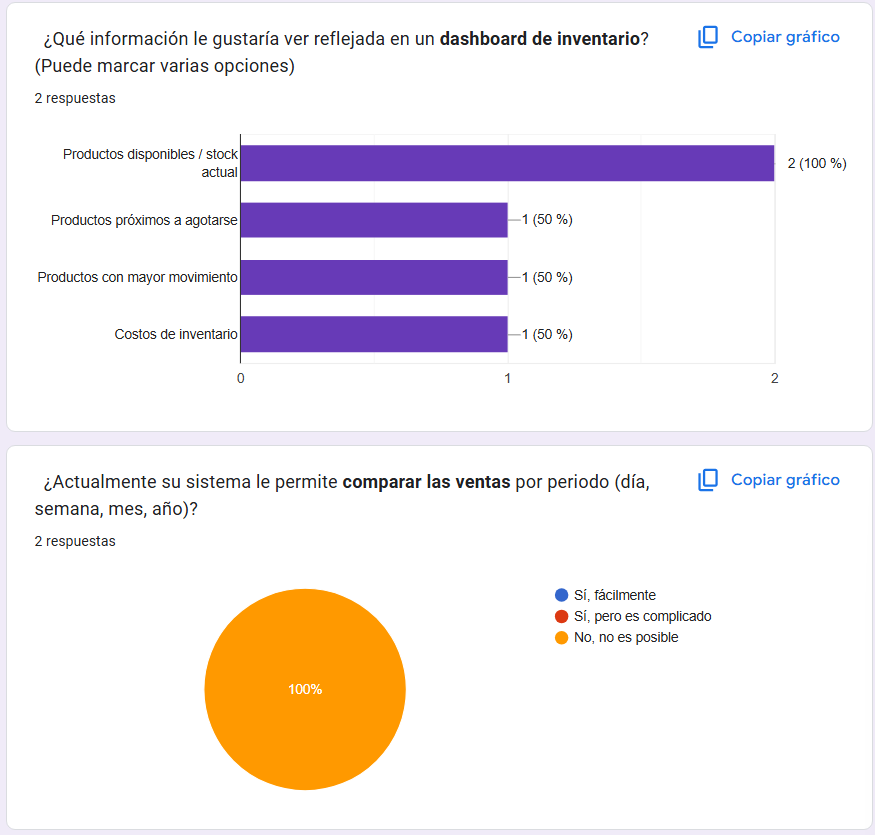 ¿Qué información le gustaría ver reflejada en un dashboard de inventario?
(Puede marcar varias opciones)
Copiar gráfico
2 respuestas
Productos disponibles / stock
actual
2 (100 %)
Productos próximos a agotarse
1 (50 %)
Productos con mayor movimiento
1 (50 %)
Costos de inventario
1 (50 %)
0
1
2
¿Actualmente su sistema le permite comparar las ventas por periodo (día,
semana, mes, año)?
Copiar gráfico
2 respuestas
100%
Sí, fácilmente
Sí, pero es complicado
No, no es posible